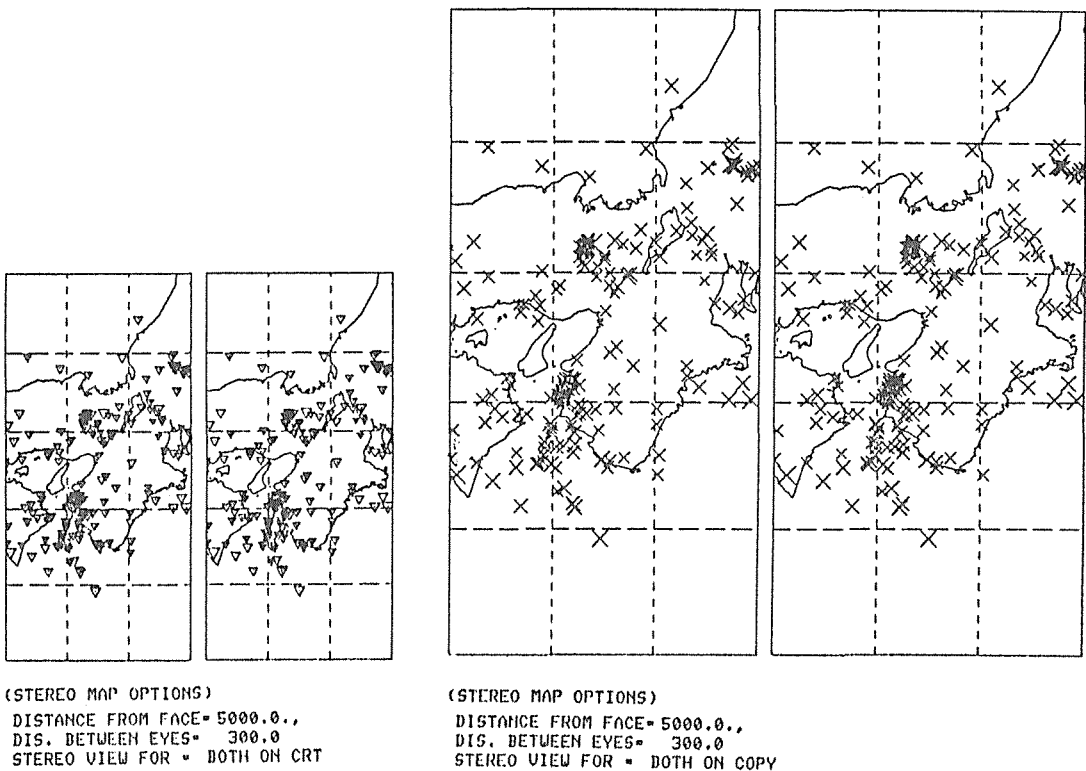 (STEREO MAP OPTIONS)
DISTANCE FROM FACE= 5000.0.,
DIS. BETWEEN EYES= 300.0
STEREO VIEW FOR = BOTH ON CRT
(STEREO MAP OPTIONS)
DISTANCE FROM FACE= 5000.0.,
DIS. BETWEEN EYES= 300.0
STEREO VIEW FOR = BOTH ON COPY